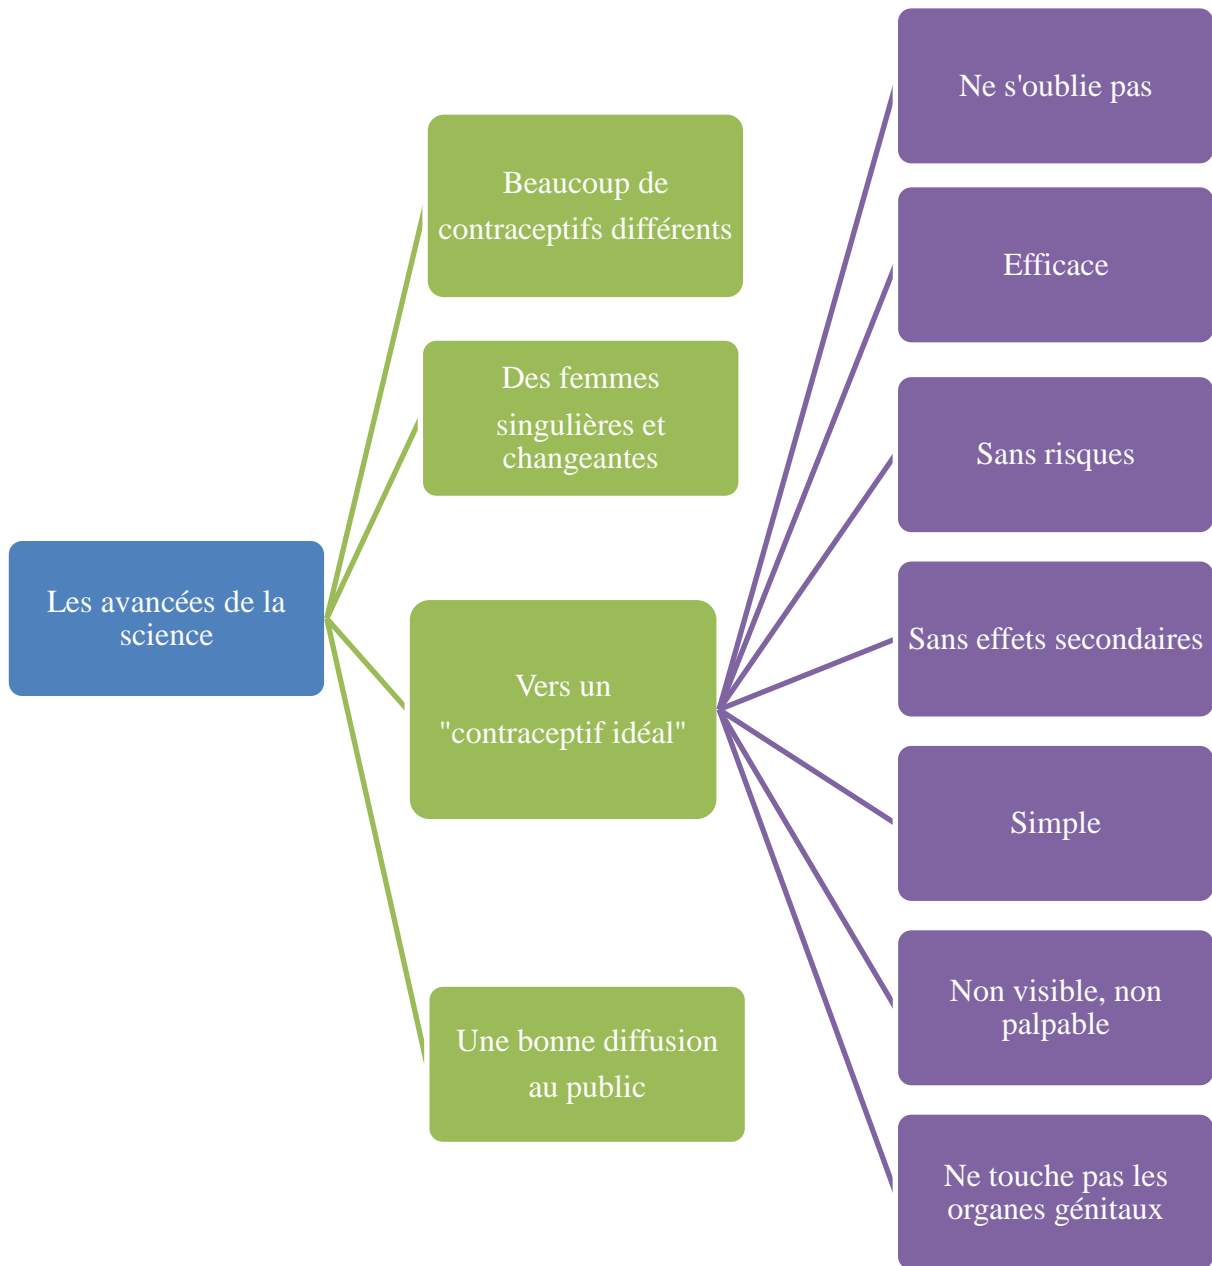 Les avancées de la
science
Beaucoup de
contraceptifs différents
Des femmes
singulières et
changeantes
Vers un
"contraceptif idéal"
Une bonne diffusion
au public
Ne s'oublie pas
Efficace
Sans risques
Sans effets secondaires
Simple
Non visible, non
palpable
Ne touche pas les
organes génitaux